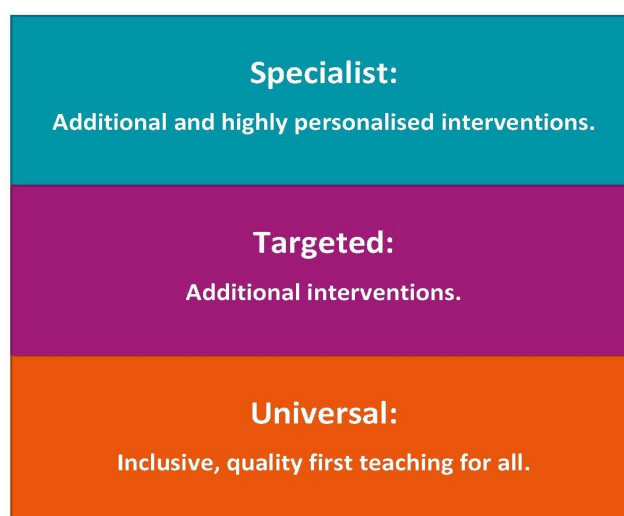 Specialist:
Additional and highly personalised interventions.
Targeted:
Additional interventions.
Universal:
Inclusive, quality first teaching for all.